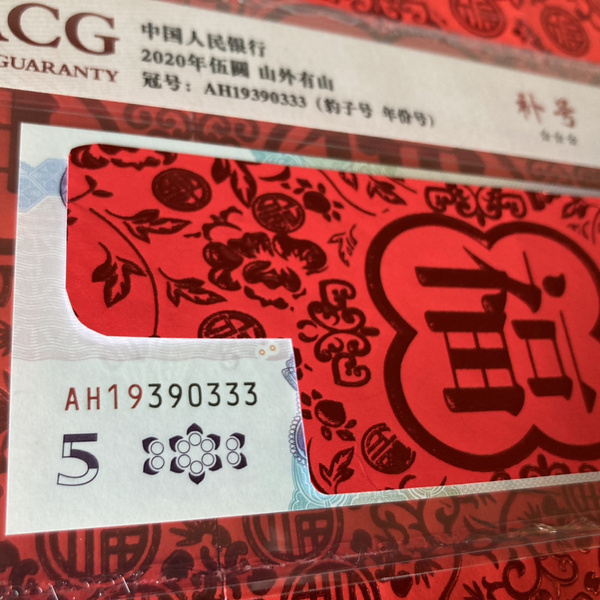 ACG
GUARANTY
中国人民银行
2020年伍圆 山外有山
冠号：AH19390333（豹子号 年份号）
补号
☆☆☆
AH19390333
5
福